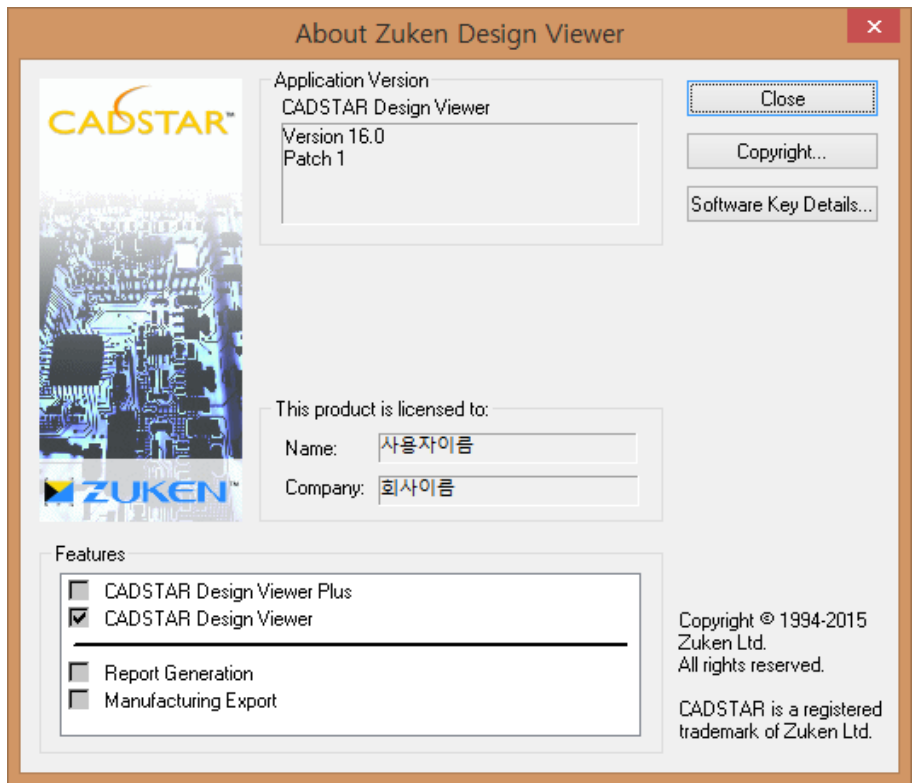 About Zuken Design Viewer
CADSTAR™
Application Version
CADSTAR Design Viewer
Version 16.0
Patch 1
Close
Copyright...
Software Key Details...
This product is licensed to:
Name: 사용자이름
Company: 회사이름
ZUKEN™
Features
CADSTAR Design Viewer Plus
CADSTAR Design Viewer
Report Generation
Manufacturing Export
Copyright © 1994-2015
Zuken Ltd.
All rights reserved.
CADSTAR is a registered
trademark of Zuken Ltd.